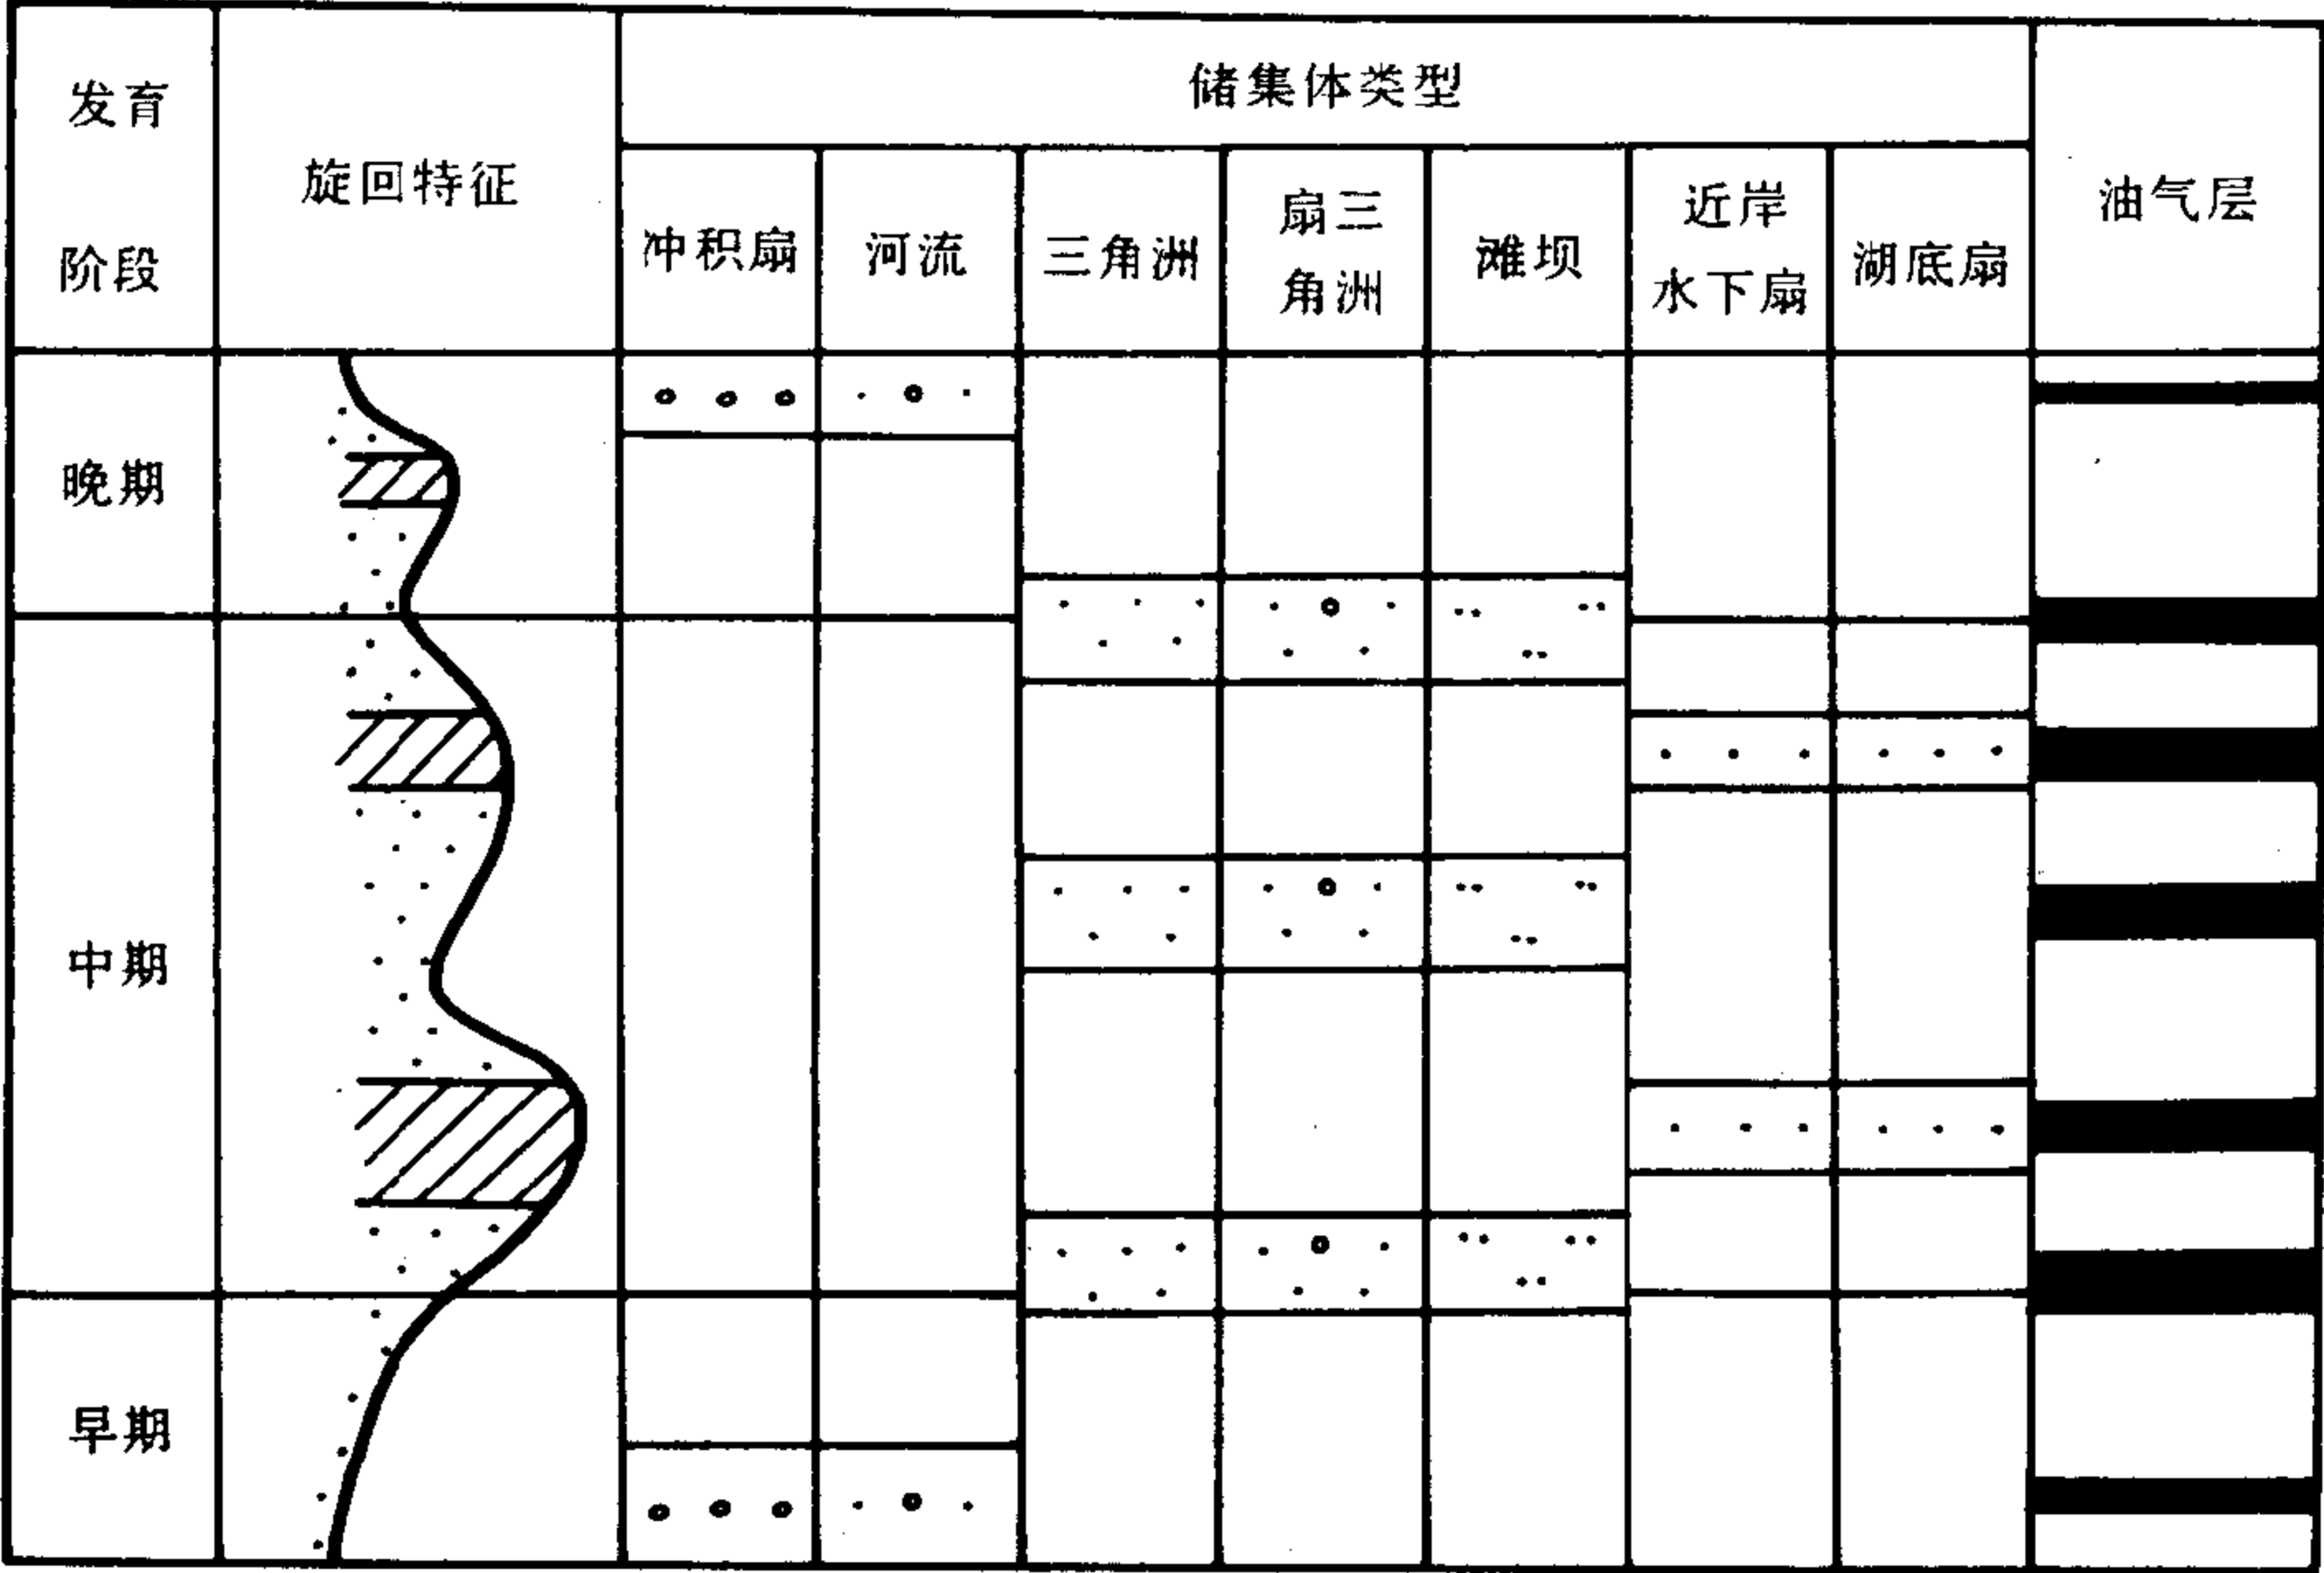 发育
阶段
旋回特征
储集体类型
油气层
冲积扇
河流
三角洲
扇三
角洲
滩坝
近岸
水下扇
湖底扇
晚期
中期
早期